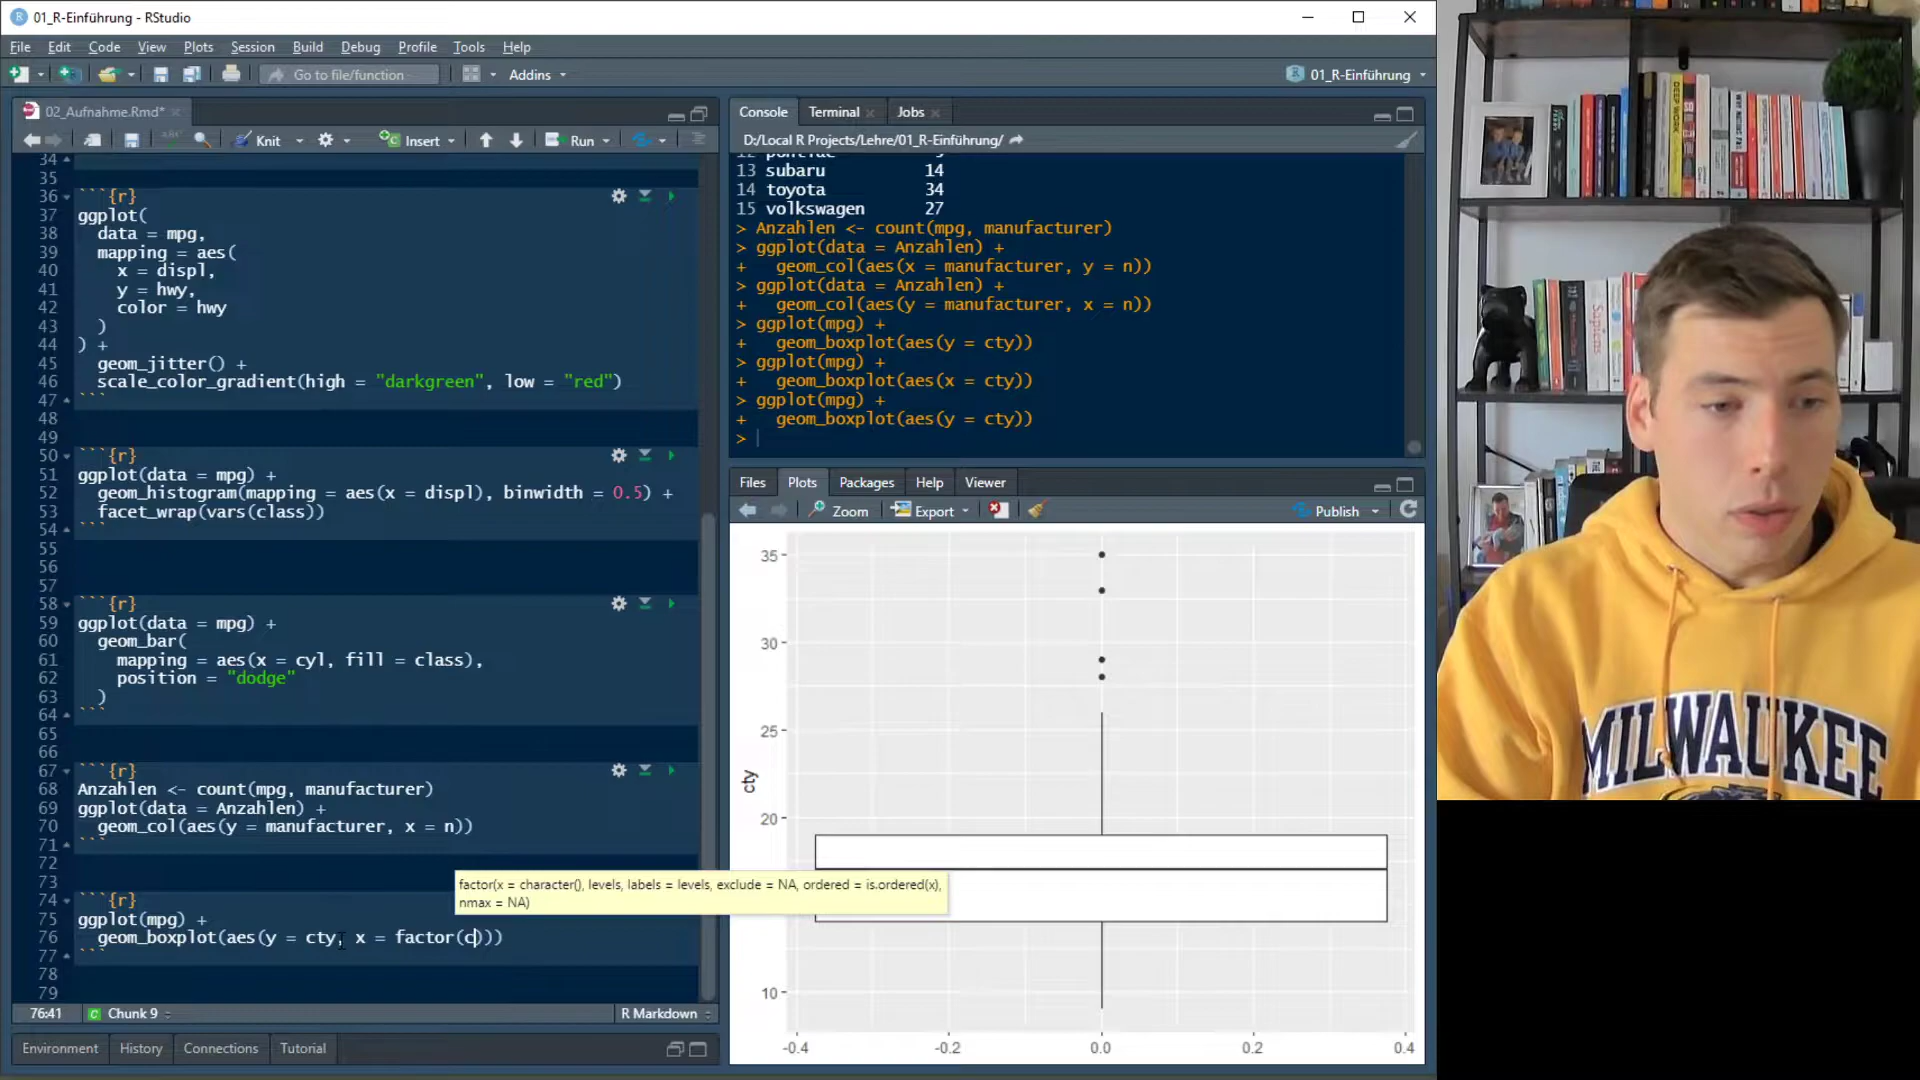 01_R-Einführung - RStudio
File Edit Code View Plots Session Build Debug Profile Tools Help
Go to file/function Addins 01_R-Einführung
02_Aufnahme.Rmd*
Knit Insert Run
34
35
36 ```{r}
37 ggplot(
38 data = mpg,
39 mapping = aes(
40 x = displ,
41 y = hwy,
42 color = hwy
43 )
44 ) +
45 geom_jitter() +
46 scale_color_gradient(high = "darkgreen", low = "red")
47 ```
48
49
50 ```{r}
51 ggplot(data = mpg) +
52 geom_histogram(mapping = aes(x = displ), binwidth = 0.5) +
53 facet_wrap(vars(class))
54 ```
55
56
57
58 ```{r}
59 ggplot(data = mpg) +
60 geom_bar(
61 mapping = aes(x = cyl, fill = class),
62 position = "dodge"
63 )
64 ```
65
66
67 ```{r}
68 Anzahlen <- count(mpg, manufacturer)
69 ggplot(data = Anzahlen) +
70 geom_col(aes(y = manufacturer, x = n))
71 ```
72
73
74 ```{r}
75 ggplot(mpg) +
76 geom_boxplot(aes(y = cty, x = factor(c)))
77 ```
78
79
factor(x = character(), levels, labels = levels, exclude = NA, ordered = is.ordered(x),
nmax = NA)
76:41 Chunk 9 R Markdown
Environment History Connections Tutorial
Console Terminal Jobs
D:/Local R Projects/Lehre/01_R-Einführung/
12 pontiac
13 subaru 14
14 toyota 34
15 volkswagen 27
> Anzahlen <- count(mpg, manufacturer)
> ggplot(data = Anzahlen) +
+ geom_col(aes(x = manufacturer, y = n))
> ggplot(data = Anzahlen) +
+ geom_col(aes(y = manufacturer, x = n))
> ggplot(mpg) +
+ geom_boxplot(aes(y = cty))
> ggplot(mpg) +
+ geom_boxplot(aes(x = cty))
> ggplot(mpg) +
+ geom_boxplot(aes(y = cty))
>
Files Plots Packages Help Viewer
Zoom Export Publish
35
30
25
20
10
cty
-0.4 -0.2 0.0 0.2 0.4
DEEP WORK
Sapiens
MILWAUKEE